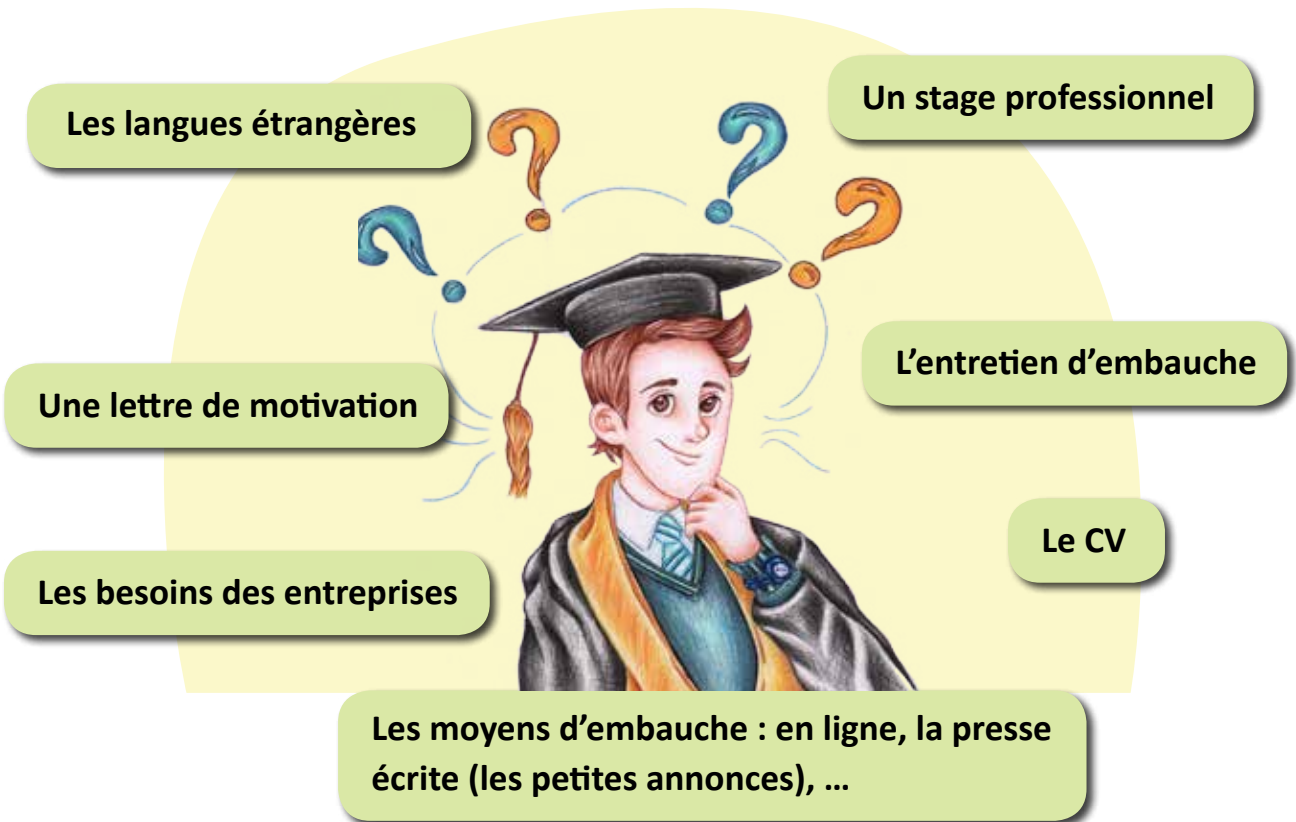 Les langues étrangères
Un stage professionnel
Une lettre de motivation
L’entretien d’embauche
Les besoins des entreprises
Le CV
Les moyens d’embauche : en ligne, la presse
écrite (les petites annonces), ...